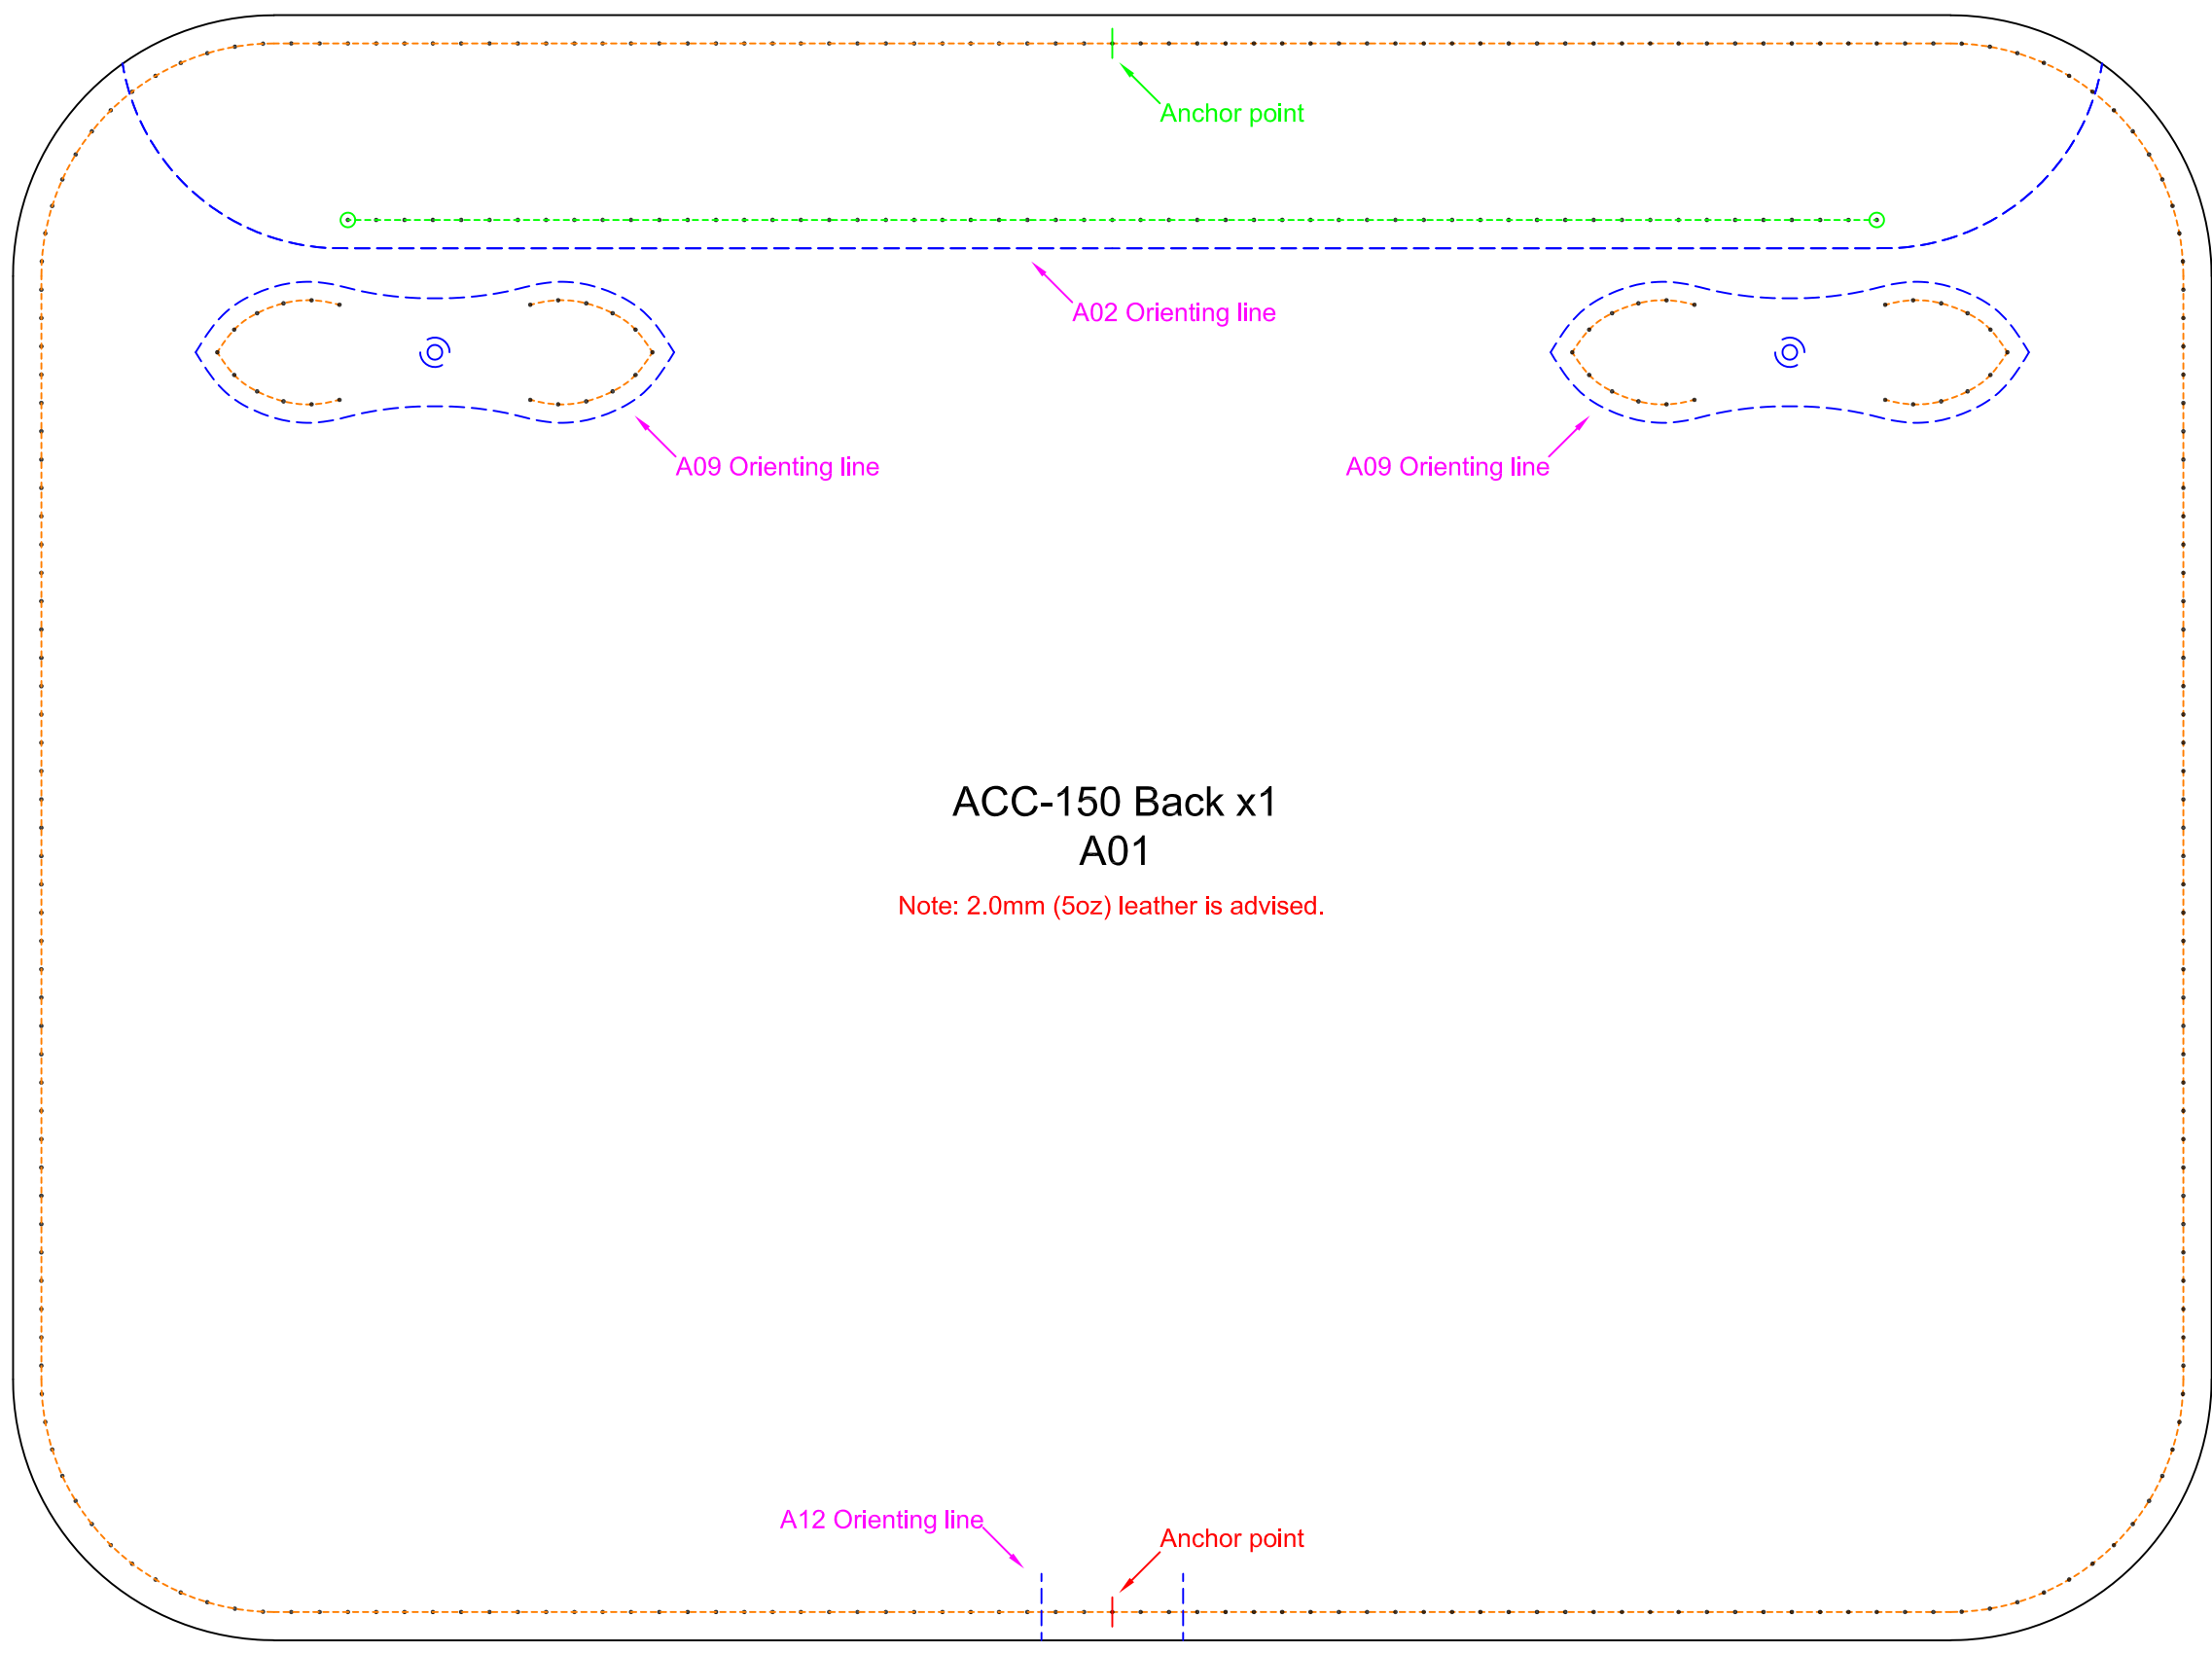 Anchor point
A02 Orienting line
A09 Orienting line
A09 Orienting line
ACC-150 Back x1
A01
Note: 2.0mm (5oz) leather is advised.
A12 Orienting line
Anchor point